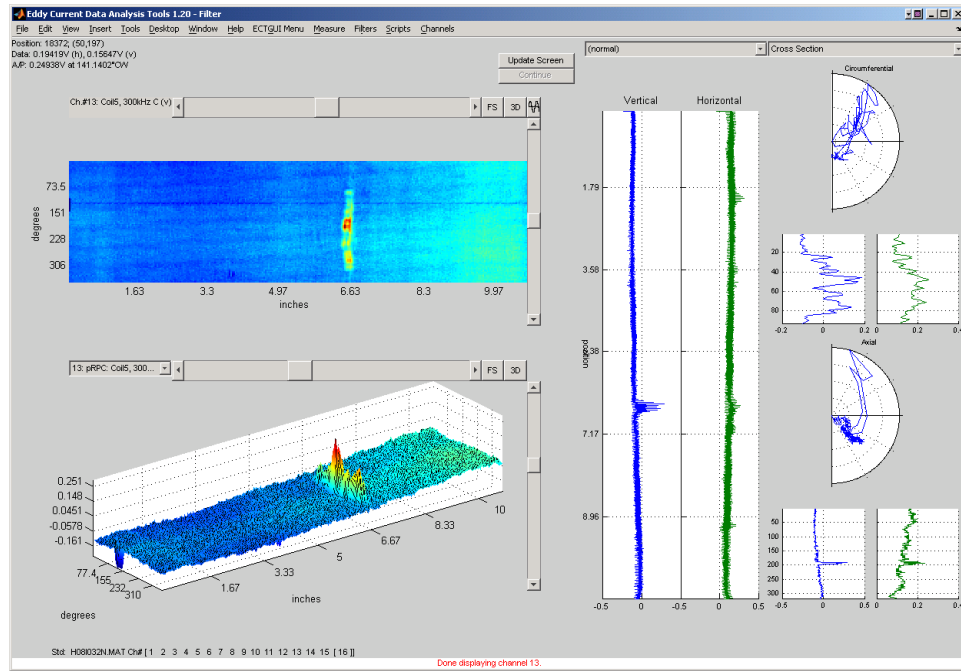 Eddy Current Data Analysis Tools 1.20 - Filter
File Edit View Insert Tools Desktop Window Help ECTGUI Menu Measure Filters Scripts Channels
Position: 18372; (50,197)
Data: 0.19419V (h), 0.15647V (v)
A/P: 0.24938V at 141.1402°CW
Update Screen
Continue
(normal)
Cross Section
Ch.#13: Coil5, 300kHz C (v)
FS
3D
73.5
151
228
306
degrees
1.63 3.3 4.97 6.63 8.3 9.97
inches
13: pRPC: Coil5, 300...
FS
3D
0.251
0.148
0.0451
-0.0578
-0.161
77.4
155
232
310
degrees
1.67
3.33
5
6.67
8.33
10
inches
Vertical Horizontal
1.79
3.58
5.38
7.17
8.96
position
-0.5 0 -0.5 0 0.5
Circumferential
20
40
60
80
-0.2 0 0.2 0 0.2 0.4
Axial
50
100
150
200
250
300
-0.5 0 0.5 0 0.2 0.4
Std: H08I032N.MAT Ch# [ 1 2 3 4 5 6 7 8 9 10 11 12 13 14 15 [ 16 ]]
Done displaying channel 13.